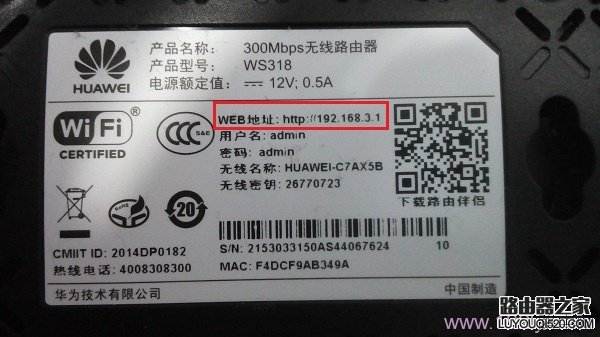 HUAWEI
产品名称: 300Mbps无线路由器
产品型号: WS318
电源额定值: 12V; 0.5A
WEB地址: http://192.168.3.1
用户名: admin
密码: admin
无线名称: HUAWEI-C7AX5B
无线密钥: 26770723
WiFi
CERTIFIED
CCC
S&E
下载路由伴侣
20
CMIIT ID: 2014DP0182
热线电话: 4008308300
S/N: 2153033150AS44067624 10
MAC: F4DCF9AB349A
华为技术有限公司
中国制造
路由器之家
LUYOUQI520.COM
www.